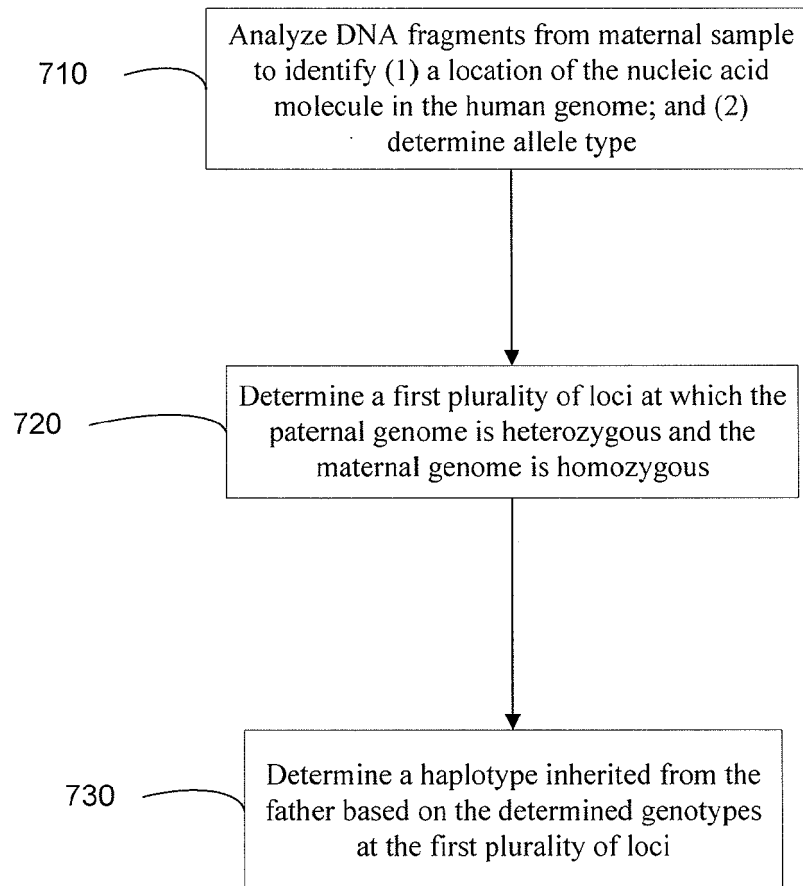 710
Analyze DNA fragments from maternal sample
to identify (1) a location of the nucleic acid
molecule in the human genome; and (2)
determine allele type
720
Determine a first plurality of loci at which the
paternal genome is heterozygous and the
maternal genome is homozygous
730
Determine a haplotype inherited from the
father based on the determined genotypes
at the first plurality of loci